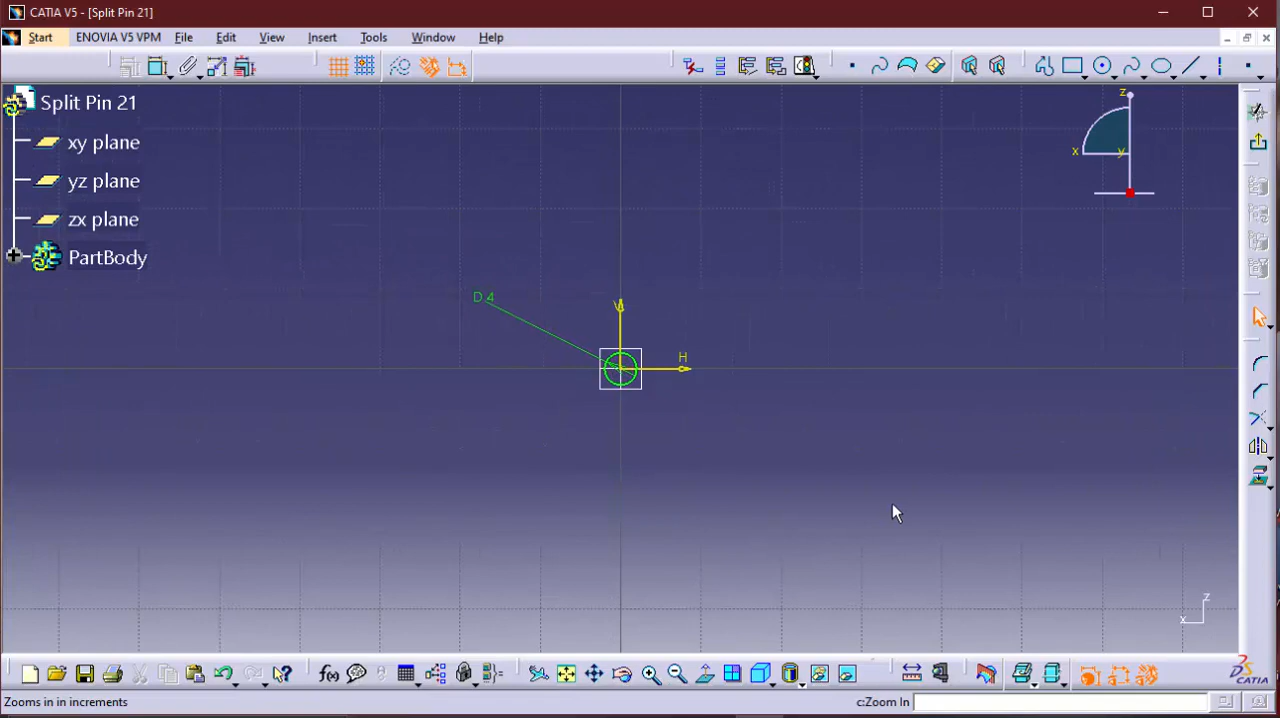 CATIA V5 - [Split Pin 21]
Start ENOVIA V5 VPM File Edit View Insert Tools Window Help
Split Pin 21
xy plane
yz plane
zx plane
PartBody
z
x y
D 4
V
H
z
x
f(x)
CATIA
Zooms in in increments
c:Zoom In